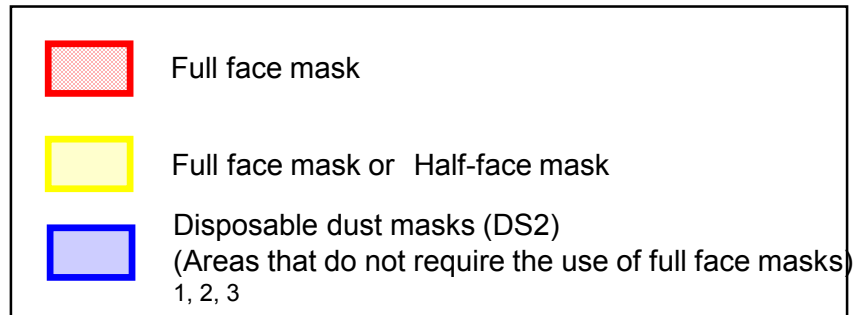 Full face mask
Full face mask or Half-face mask
Disposable dust masks (DS2)
(Areas that do not require the use of full face masks)
1, 2, 3